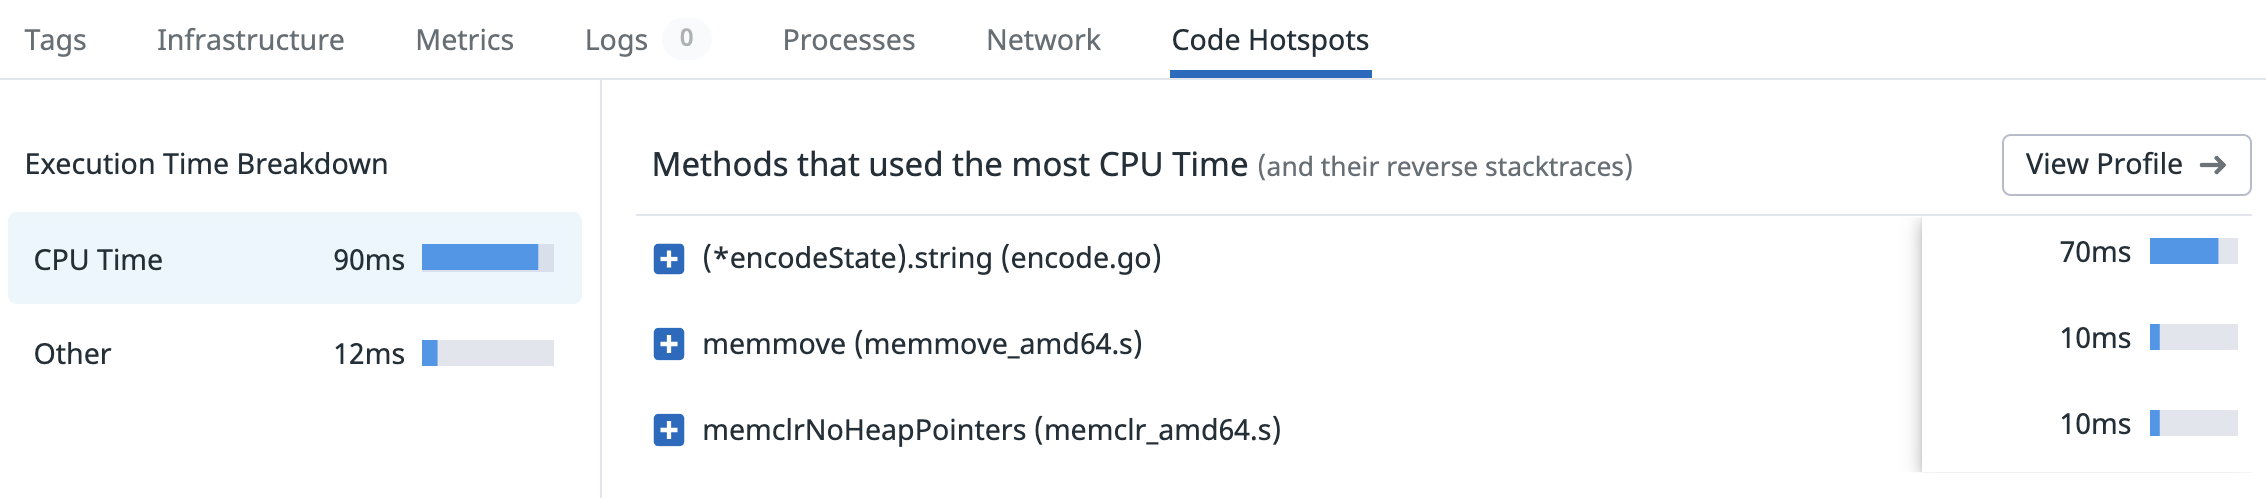 Tags Infrastructure Metrics Logs 0 Processes Network Code Hotspots
Execution Time Breakdown
CPU Time 90ms
Other 12ms
Methods that used the most CPU Time (and their reverse stacktraces)
View Profile →
(*encodeState).string (encode.go) 70ms
memmove (memmove_amd64.s) 10ms
memclrNoHeapPointers (memclr_amd64.s) 10ms